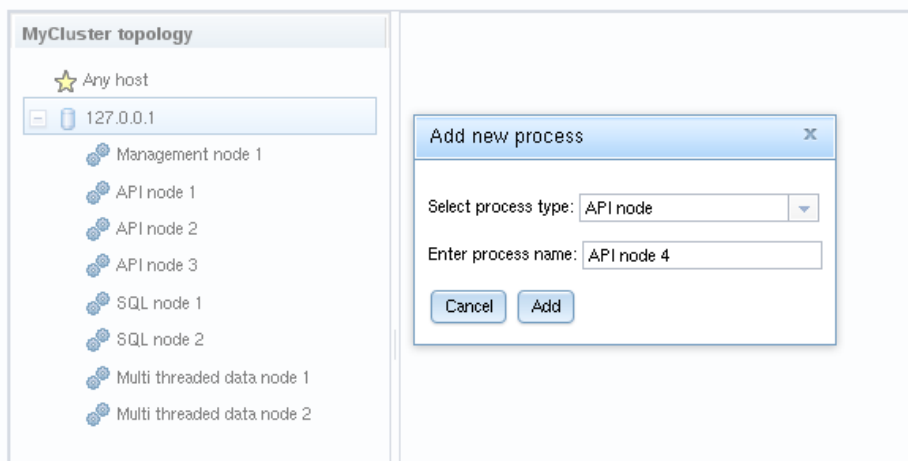 MyCluster topology
Any host
127.0.0.1
Management node 1
API node 1
API node 2
API node 3
SQL node 1
SQL node 2
Multi threaded data node 1
Multi threaded data node 2
Add new process x
Select process type: API node
Enter process name: API node 4
Cancel Add